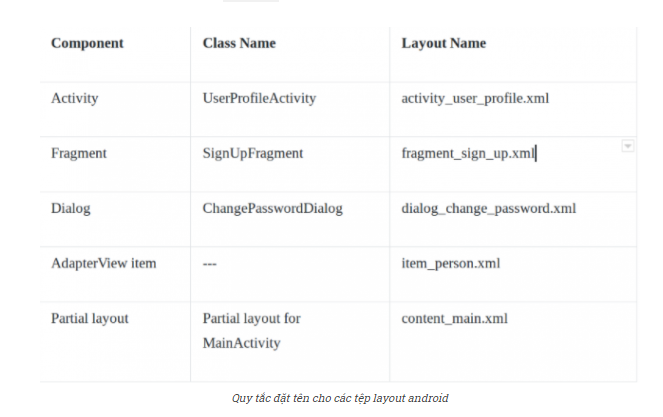 Component Class Name Layout Name
Activity UserProfileActivity activity_user_profile.xml
Fragment SignUpFragment fragment_sign_up.xml
Dialog ChangePasswordDialog dialog_change_password.xml
AdapterView item --- item_person.xml
Partial layout Partial layout for content_main.xml
MainActivity
Quy tắc đặt tên cho các tệp layout android